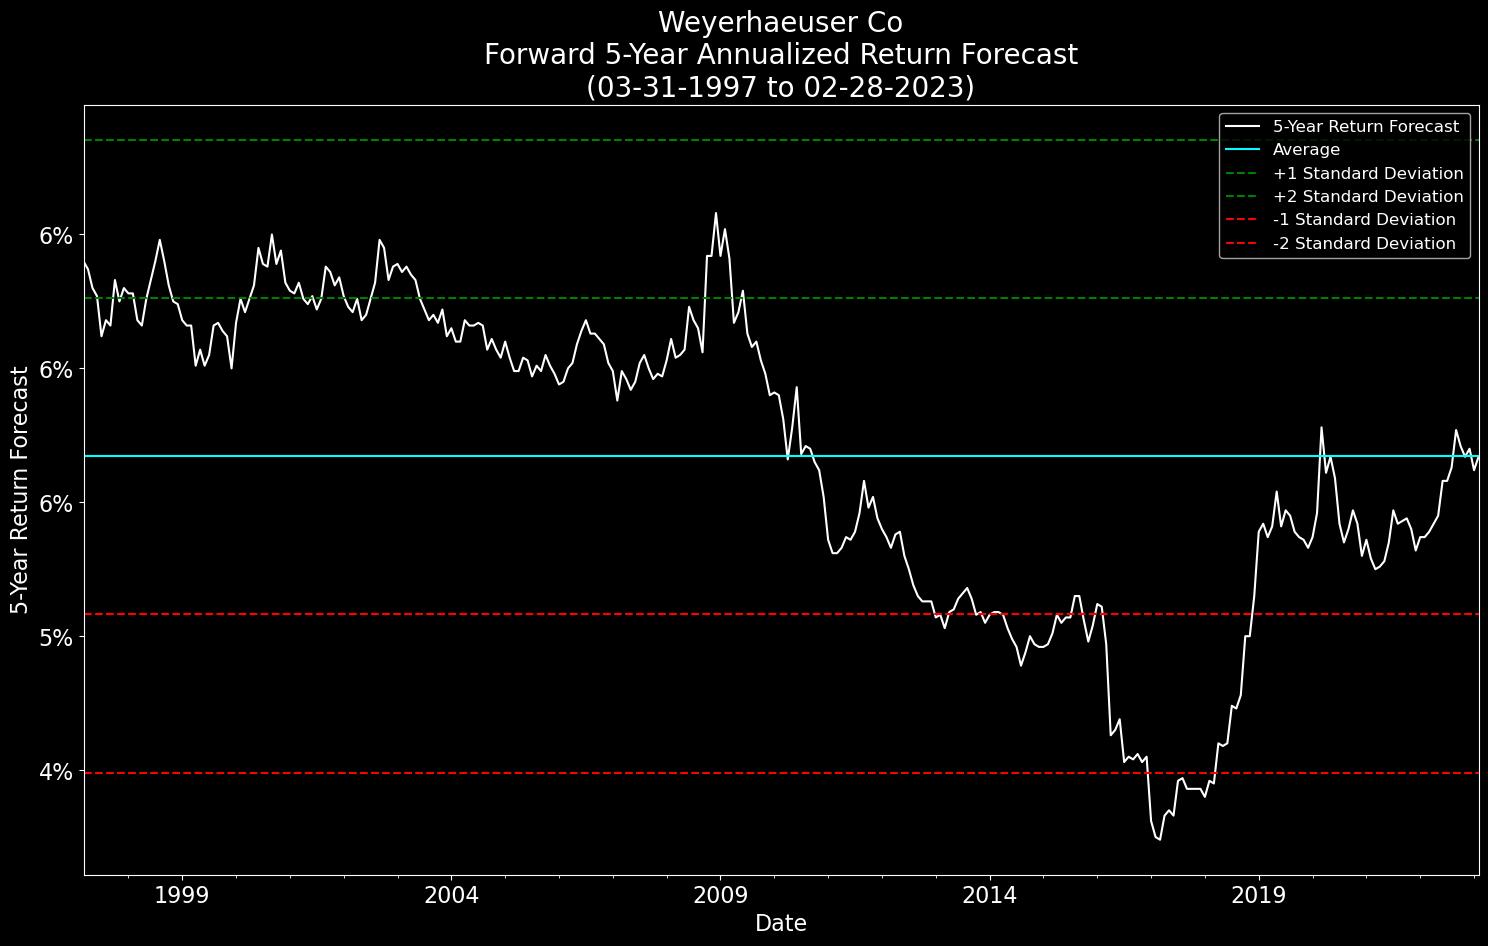 Weyerhaeuser Co
Forward 5-Year Annualized Return Forecast
(03-31-1997 to 02-28-2023)
5-Year Return Forecast
Average
+1 Standard Deviation
+2 Standard Deviation
-1 Standard Deviation
-2 Standard Deviation
5-Year Return Forecast
6%
6%
6%
5%
4%
1999 2004 2009 2014 2019
Date